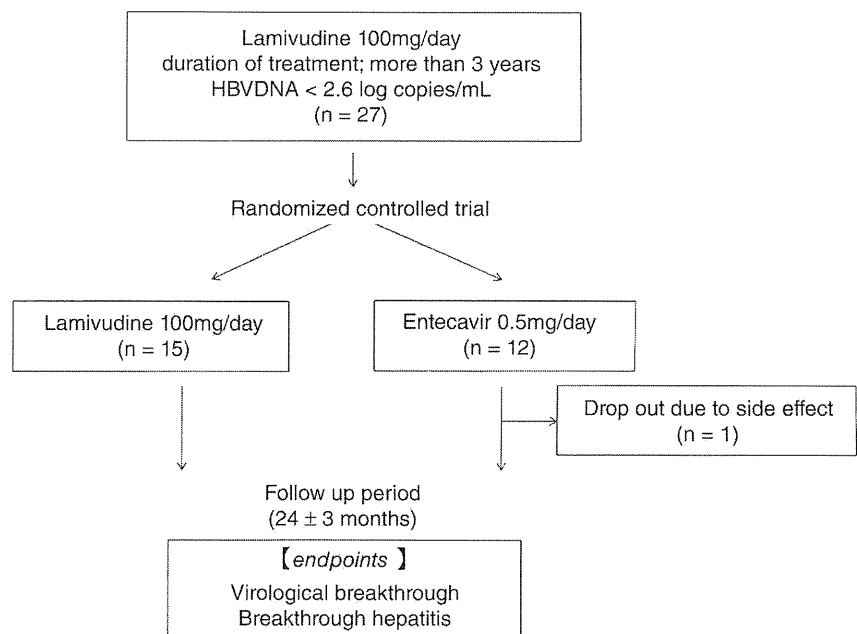 Lamivudine 100mg/day
duration of treatment; more than 3 years
HBVDNA < 2.6 log copies/mL
(n = 27)
Randomized controlled trial
Lamivudine 100mg/day
(n = 15)
Entecavir 0.5mg/day
(n = 12)
Drop out due to side effect
(n = 1)
Follow up period
(24 ± 3 months)
【endpoints】
Virological breakthrough
Breakthrough hepatitis